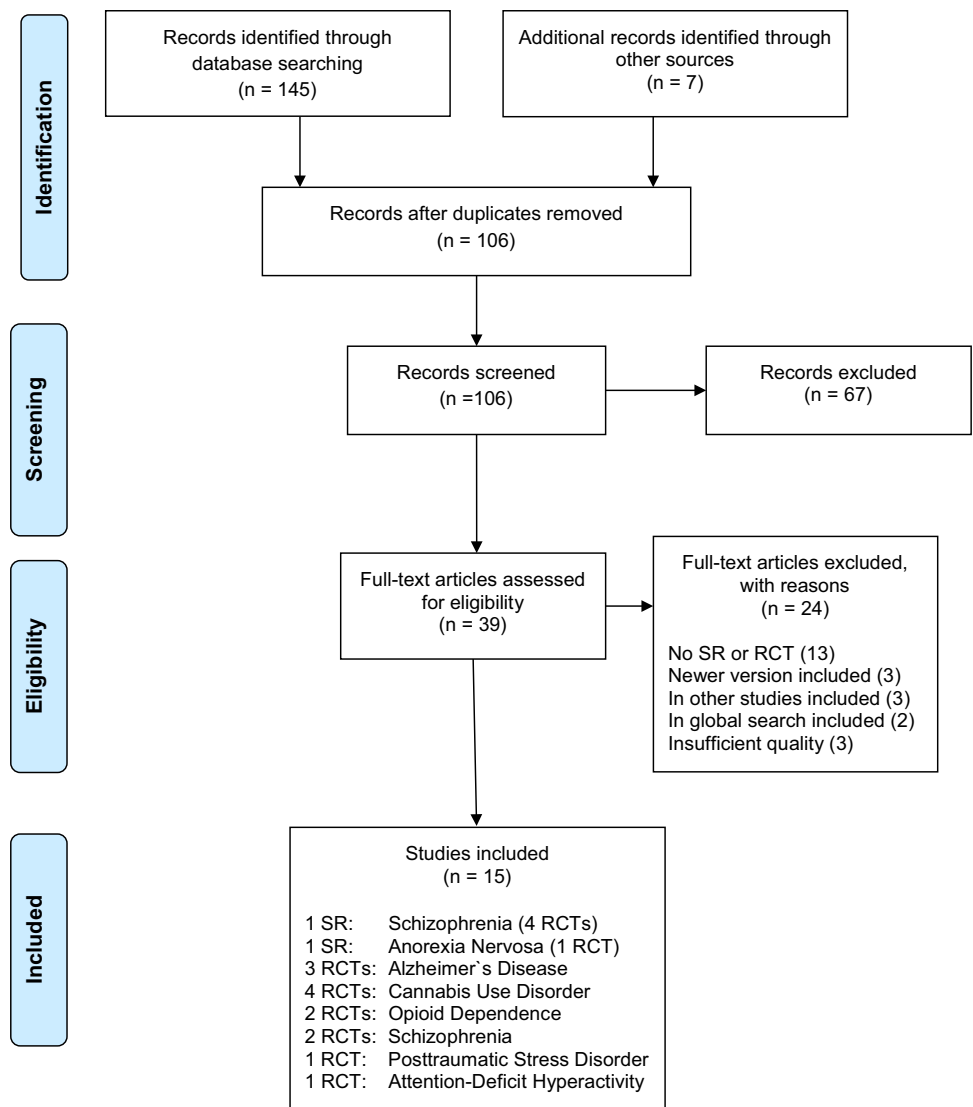 Identification
Records identified through
database searching
(n = 145)
Additional records identified through
other sources
(n = 7)
Records after duplicates removed
(n = 106)
Screening
Records screened
(n =106)
Records excluded
(n = 67)
Eligibility
Full-text articles assessed
for eligibility
(n = 39)
Full-text articles excluded,
with reasons
(n = 24)
No SR or RCT (13)
Newer version included (3)
In other studies included (3)
In global search included (2)
Insufficient quality (3)
Included
Studies included
(n = 15)
1 SR: Schizophrenia (4 RCTs)
1 SR: Anorexia Nervosa (1 RCT)
3 RCTs: Alzheimer`s Disease
4 RCTs: Cannabis Use Disorder
2 RCTs: Opioid Dependence
2 RCTs: Schizophrenia
1 RCT: Posttraumatic Stress Disorder
1 RCT: Attention-Deficit Hyperactivity